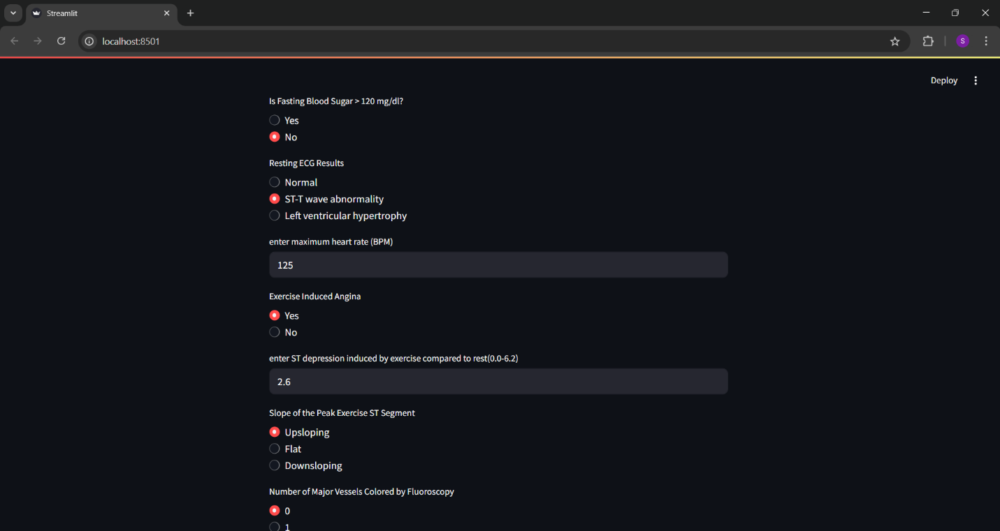 Streamlit
localhost:8501
S
Deploy
Is Fasting Blood Sugar > 120 mg/dl?
Yes
No
Resting ECG Results
Normal
ST-T wave abnormality
Left ventricular hypertrophy
enter maximum heart rate (BPM)
125
Exercise Induced Angina
Yes
No
enter ST depression induced by exercise compared to rest(0.0-6.2)
2.6
Slope of the Peak Exercise ST Segment
Upsloping
Flat
Downsloping
Number of Major Vessels Colored by Fluoroscopy
0
1